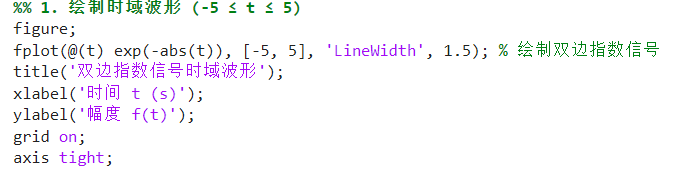 %% 1. 绘制时域波形 (-5 ≤ t ≤ 5)
figure;
fplot(@(t) exp(-abs(t)), [-5, 5], 'LineWidth', 1.5); % 绘制双边指数信号
title('双边指数信号时域波形');
xlabel('时间 t (s)');
ylabel('幅度 f(t)');
grid on;
axis tight;